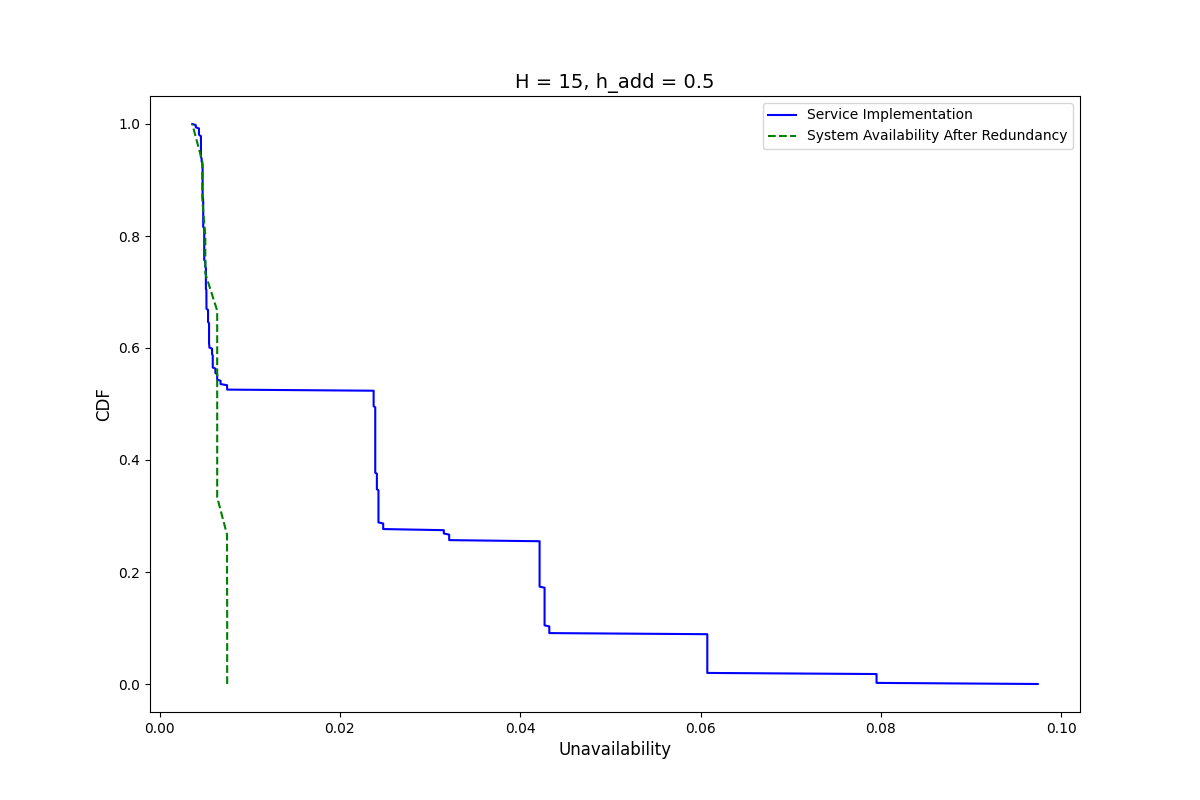 H = 15, h_add = 0.5
Service Implementation
System Availability After Redundancy
1.0
0.8
0.6
0.4
0.2
0.0
CDF
0.00 0.02 0.04 0.06 0.08 0.10
Unavailability